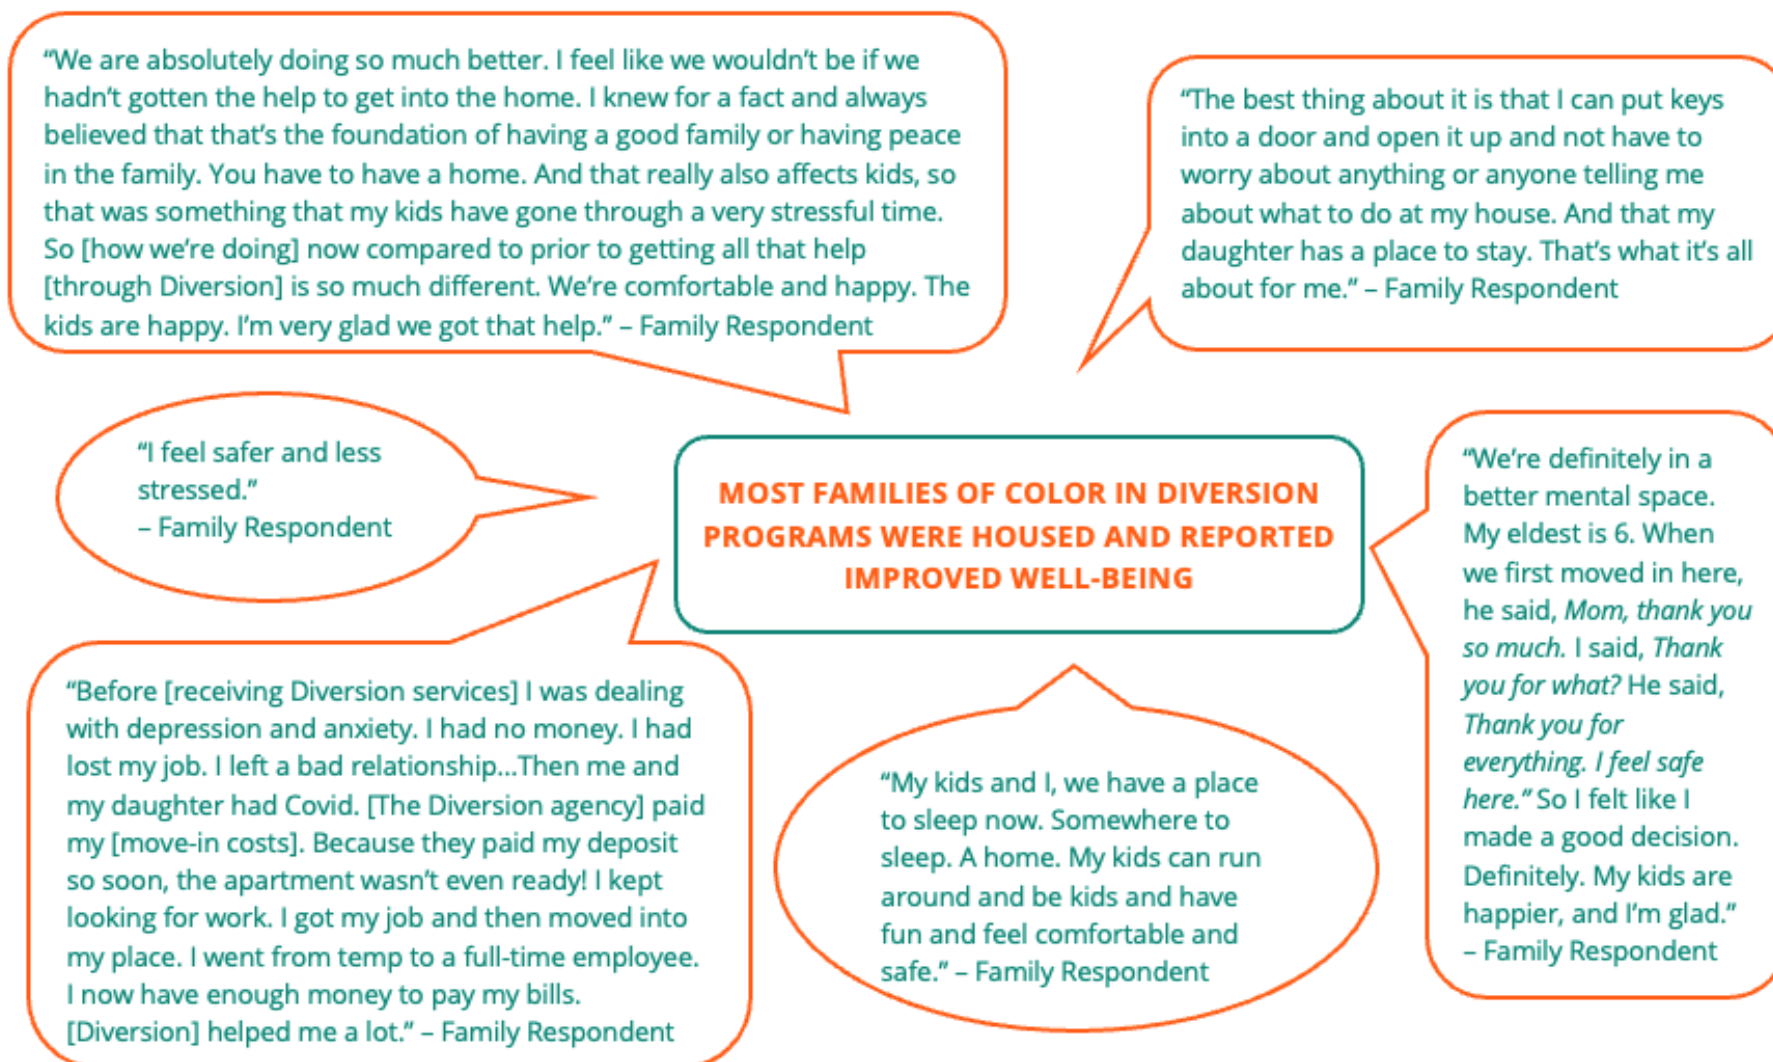 “We are absolutely doing so much better. I feel like we wouldn’t be if we
hadn’t gotten the help to get into the home. I knew for a fact and always
believed that that’s the foundation of having a good family or having peace
in the family. You have to have a home. And that really also affects kids, so
that was something that my kids have gone through a very stressful time.
So [how we’re doing] now compared to prior to getting all that help
[through Diversion] is so much different. We’re comfortable and happy. The
kids are happy. I’m very glad we got that help.” – Family Respondent
“The best thing about it is that I can put keys
into a door and open it up and not have to
worry about anything or anyone telling me
about what to do at my house. And that my
daughter has a place to stay. That’s what it’s all
about for me.” – Family Respondent
“I feel safer and less
stressed.”
– Family Respondent
MOST FAMILIES OF COLOR IN DIVERSION
PROGRAMS WERE HOUSED AND REPORTED
IMPROVED WELL-BEING
“We’re definitely in a
better mental space.
My eldest is 6. When
we first moved in here,
he said, Mom, thank you
so much. I said, Thank
you for what? He said,
Thank you for
everything. I feel safe
here.” So I felt like I
made a good decision.
Definitely. My kids are
happier, and I’m glad.”
– Family Respondent
“Before [receiving Diversion services] I was dealing
with depression and anxiety. I had no money. I had
lost my job. I left a bad relationship...Then me and
my daughter had Covid. [The Diversion agency] paid
my [move-in costs]. Because they paid my deposit
so soon, the apartment wasn’t even ready! I kept
looking for work. I got my job and then moved into
my place. I went from temp to a full-time employee.
I now have enough money to pay my bills.
[Diversion] helped me a lot.” – Family Respondent
“My kids and I, we have a place
to sleep now. Somewhere to
sleep. A home. My kids can run
around and be kids and have
fun and feel comfortable and
safe.” – Family Respondent